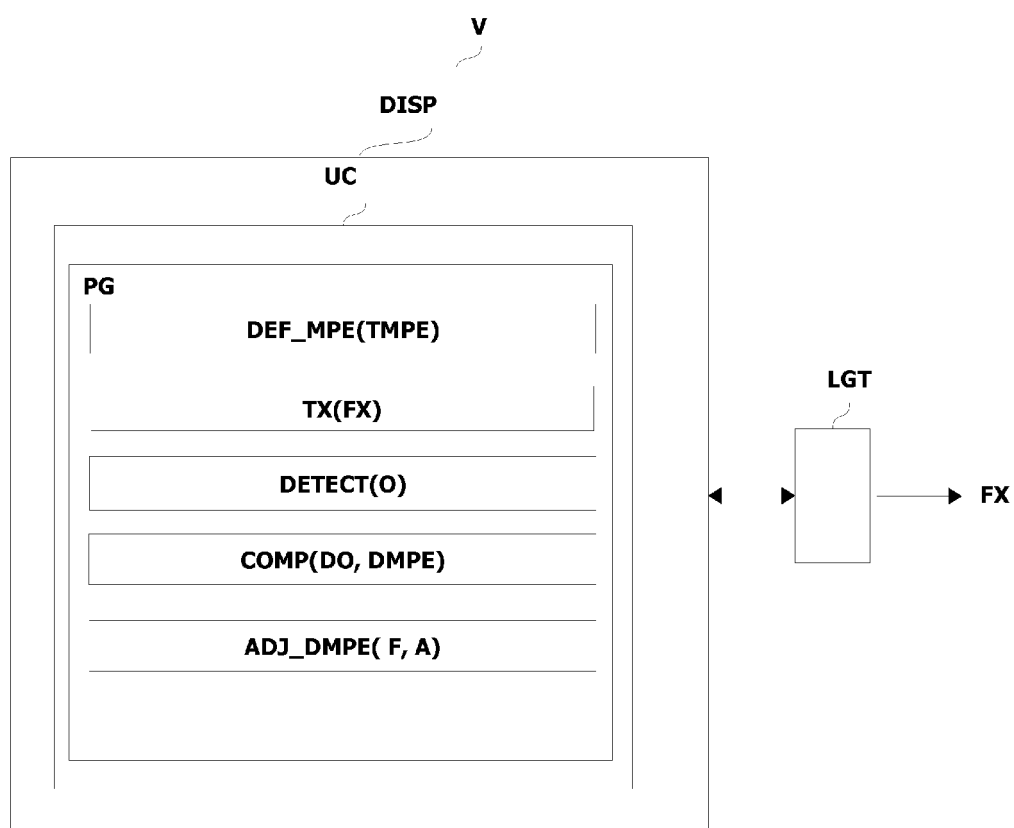 V
DISP
UC
PG
DEF_MPE(TMPE)
TX(FX)
LGT
DETECT(O)
FX
COMP(DO, DMPE)
ADJ_DMPE( F, A)